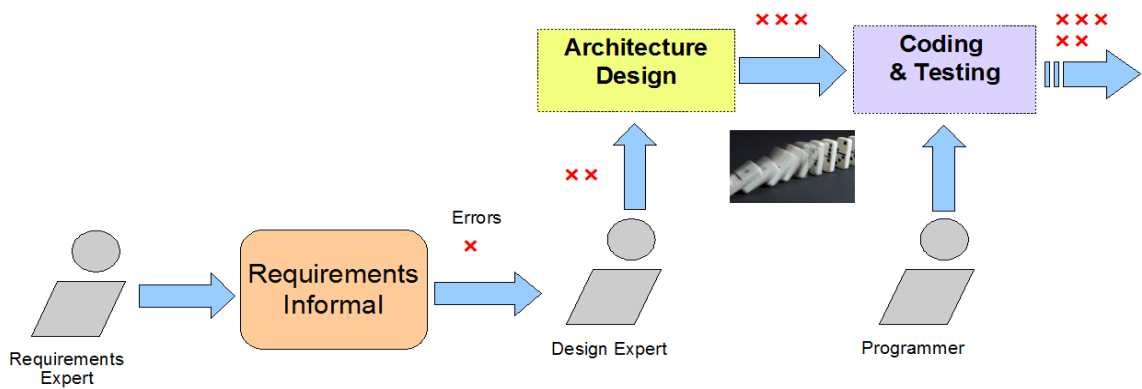 Requirements
Expert
Requirements
Informal
Errors
×
Design Expert
××
Architecture
Design
×××
Coding
& Testing
Programmer
×××
××